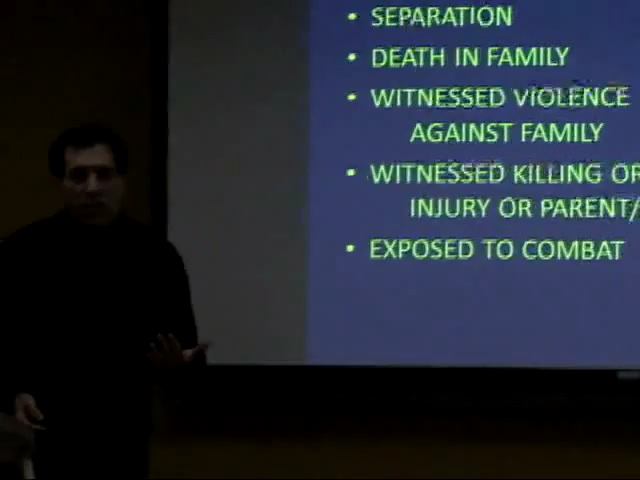 • SEPARATION
• DEATH IN FAMILY
• WITNESSED VIOLENCE
AGAINST FAMILY
• WITNESSED KILLING OR
INJURY OR PARENT/
• EXPOSED TO COMBAT